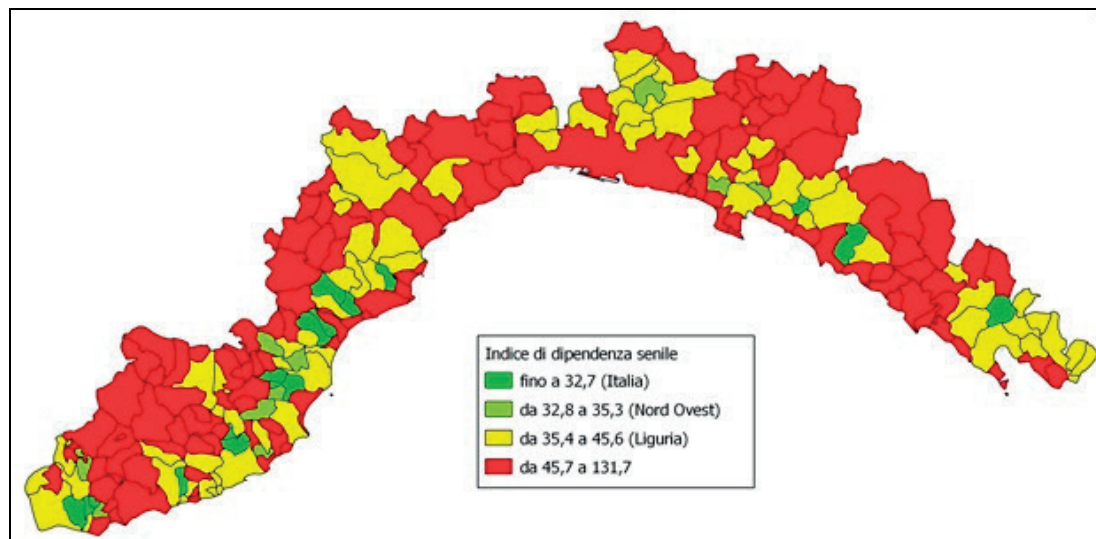 Indice di dipendenza senile
fino a 32,7 (Italia)
da 32,8 a 35,3 (Nord Ovest)
da 35,4 a 45,6 (Liguria)
da 45,7 a 131,7